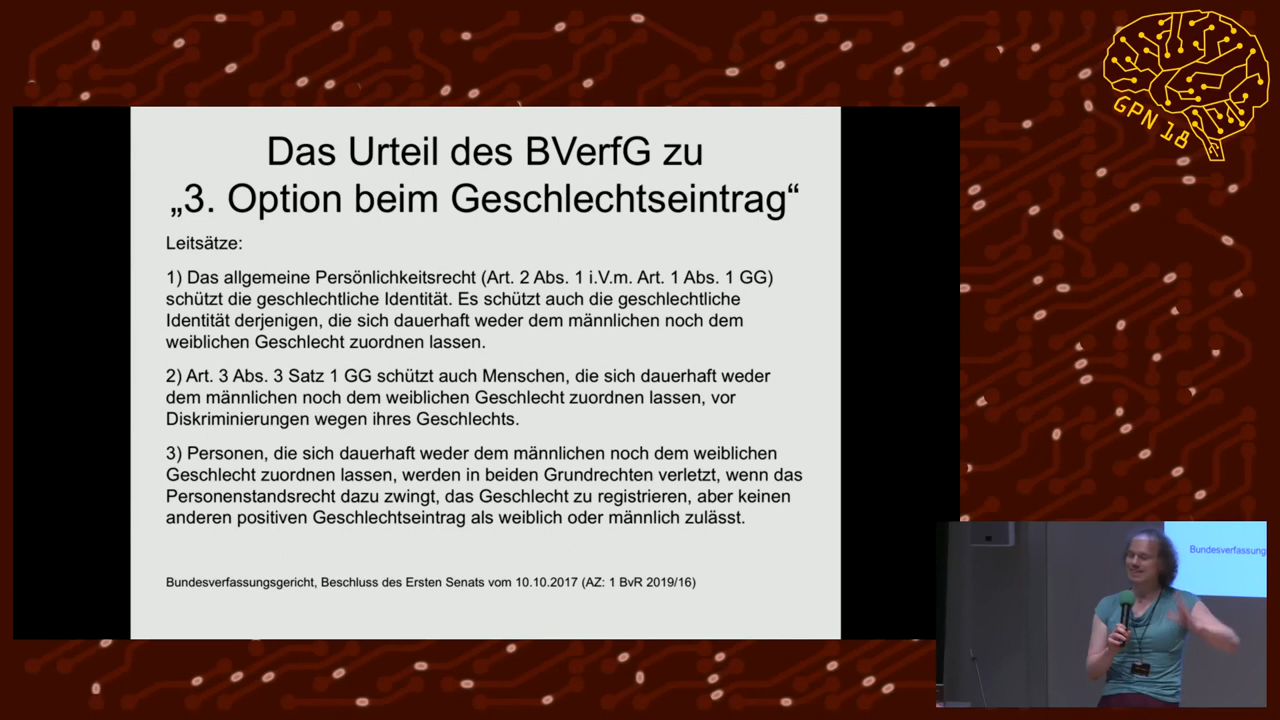 GPN 18
Das Urteil des BVerfG zu
„3. Option beim Geschlechtseintrag“
Leitsätze:
1) Das allgemeine Persönlichkeitsrecht (Art. 2 Abs. 1 i.V.m. Art. 1 Abs. 1 GG)
schützt die geschlechtliche Identität. Es schützt auch die geschlechtliche
Identität derjenigen, die sich dauerhaft weder dem männlichen noch dem
weiblichen Geschlecht zuordnen lassen.
2) Art. 3 Abs. 3 Satz 1 GG schützt auch Menschen, die sich dauerhaft weder
dem männlichen noch dem weiblichen Geschlecht zuordnen lassen, vor
Diskriminierungen wegen ihres Geschlechts.
3) Personen, die sich dauerhaft weder dem männlichen noch dem weiblichen
Geschlecht zuordnen lassen, werden in beiden Grundrechten verletzt, wenn das
Personenstandsrecht dazu zwingt, das Geschlecht zu registrieren, aber keinen
anderen positiven Geschlechtseintrag als weiblich oder männlich zulässt.
Bundesverfassungsgericht, Beschluss des Ersten Senats vom 10.10.2017 (AZ: 1 BvR 2019/16)
Bundesverfassung